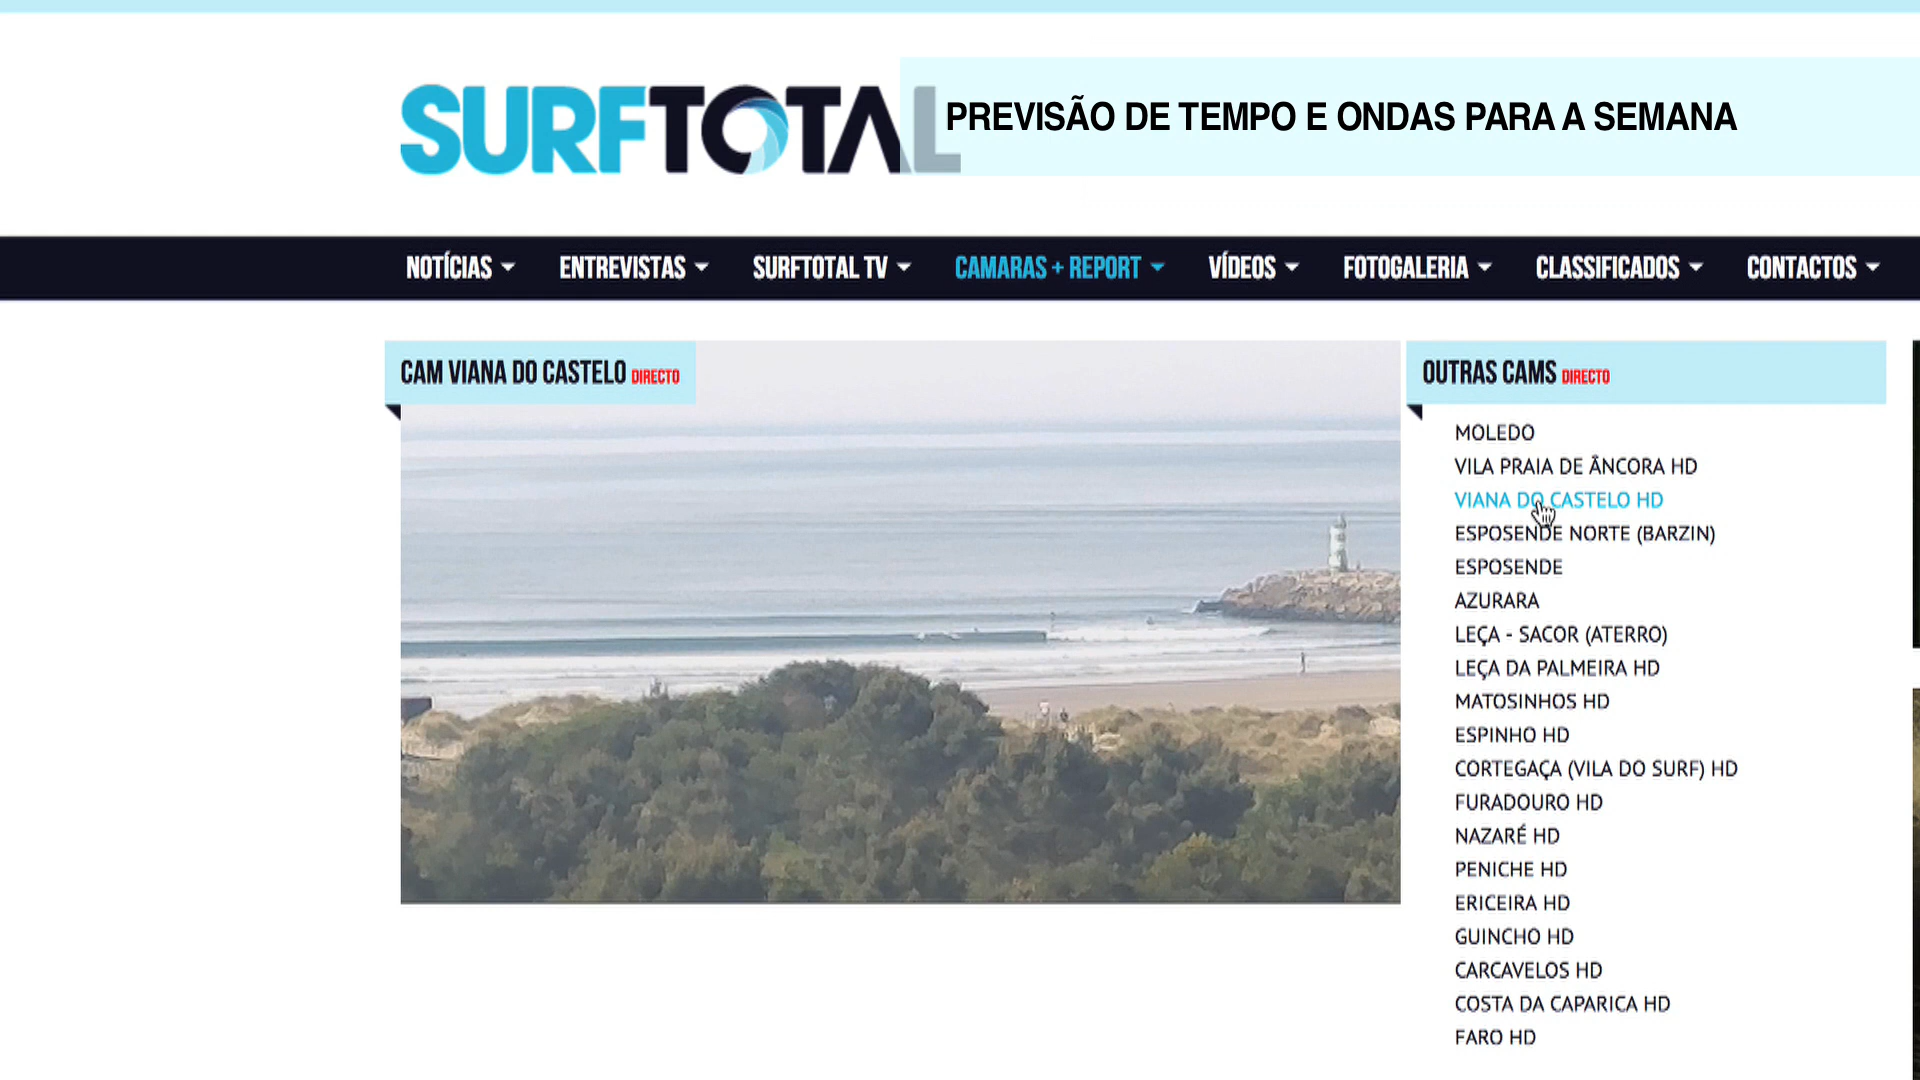 SURFTOTAL
PREVISÃO DE TEMPO E ONDAS PARA A SEMANA
NOTÍCIAS ENTREVISTAS SURFTOTAL TV CAMARAS + REPORT VÍDEOS FOTOGALERIA CLASSIFICADOS CONTACTOS
CAM VIANA DO CASTELO DIRECTO
OUTRAS CAMS DIRECTO
MOLEDO
VILA PRAIA DE ÂNCORA HD
VIANA DO CASTELO HD
ESPOSENDE NORTE (BARZIN)
ESPOSENDE
AZURARA
LEÇA - SACOR (ATERRO)
LEÇA DA PALMEIRA HD
MATOSINHOS HD
ESPINHO HD
CORTEGAÇA (VILA DO SURF) HD
FURADOURO HD
NAZARÉ HD
PENICHE HD
ERICEIRA HD
GUINCHO HD
CARCAVELOS HD
COSTA DA CAPARICA HD
FARO HD